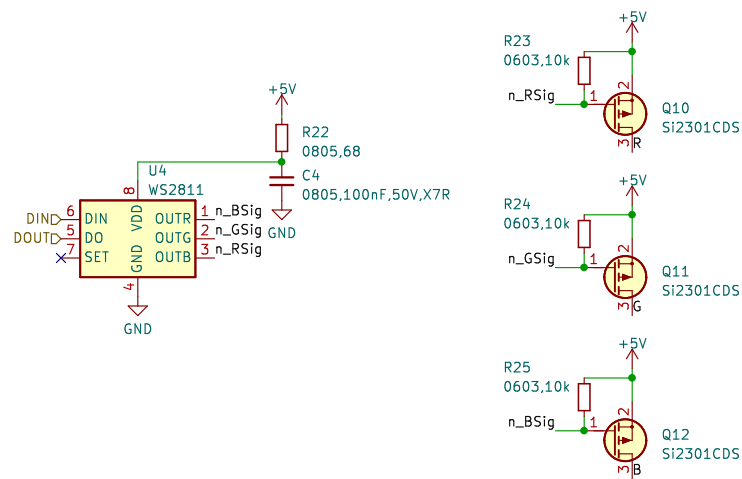 +5V
R22
0805,68
U4
WS2811
C4
0805,100nF,50V,X7R
GND
8
VDD
DIN
6
DIN
OUTR
1
n_BSig
DOUT
5
DO
OUTG
2
n_GSig
7
SET
OUTB
3
n_RSig
GND
4
GND
+5V
R23
0603,10k
n_RSig
1
2
3
R
Q10
Si2301CDS
+5V
R24
0603,10k
n_GSig
1
2
3
G
Q11
Si2301CDS
+5V
R25
0603,10k
n_BSig
1
2
3
B
Q12
Si2301CDS